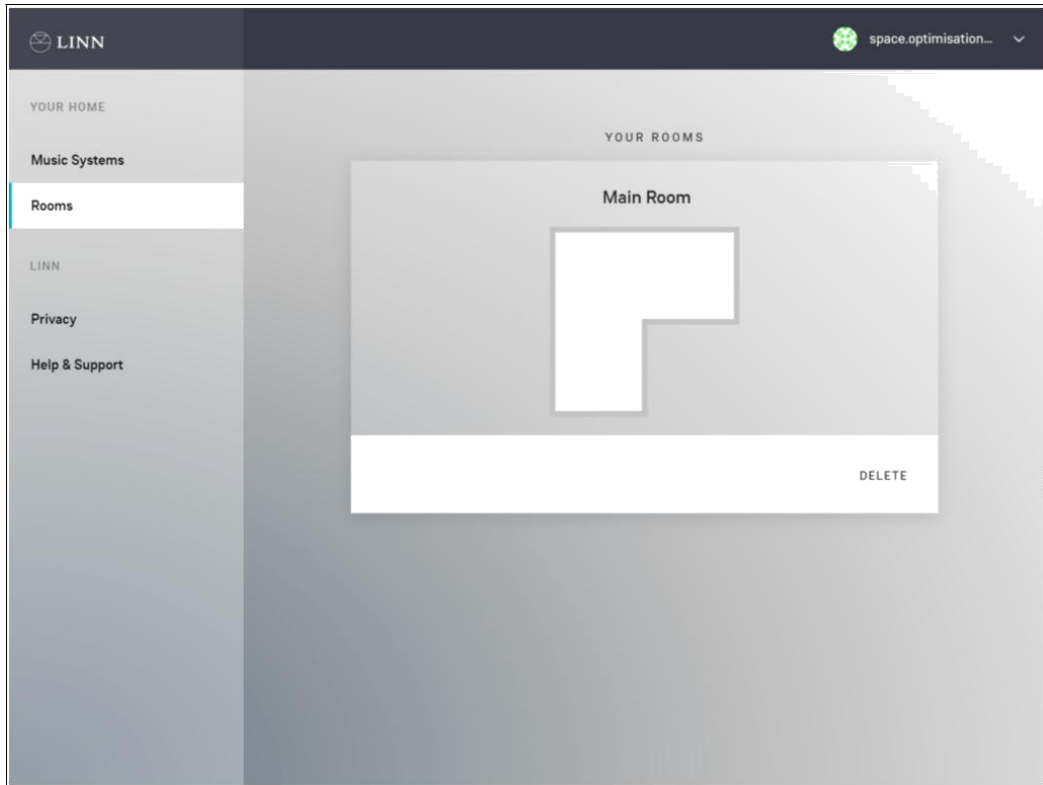 LINN
space.optimisation...
YOUR HOME
Music Systems
Rooms
LINN
Privacy
Help & Support
YOUR ROOMS
Main Room
DELETE